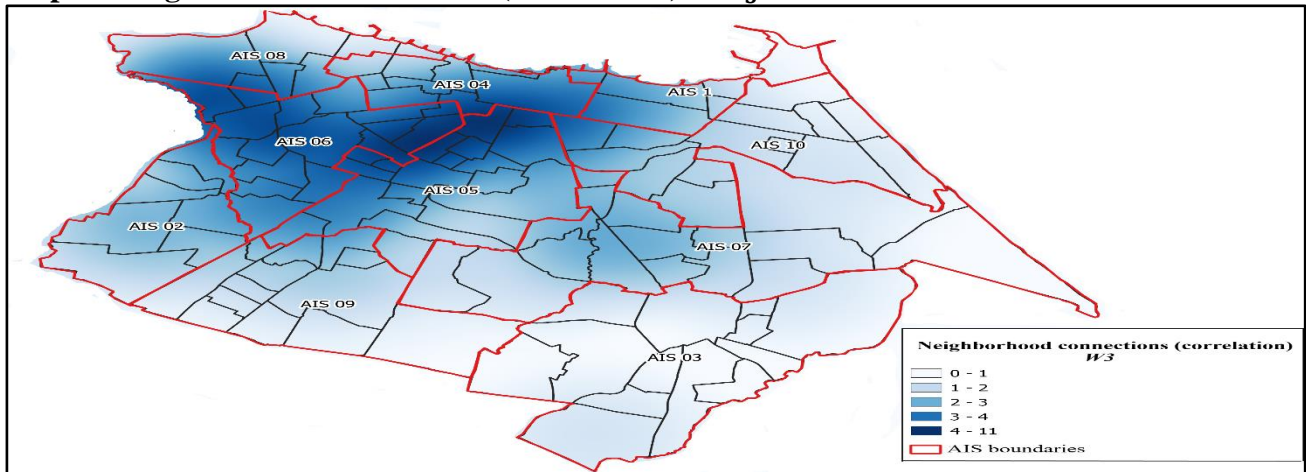 AIS 08
AIS 04
AIS 1
AIS 06
AIS 10
AIS 05
AIS 02
AIS 07
AIS 09
AIS 03
Neighborhood connections (correlation)
W3
0 - 1
1 - 2
2 - 3
3 - 4
4 - 11
AIS boundaries